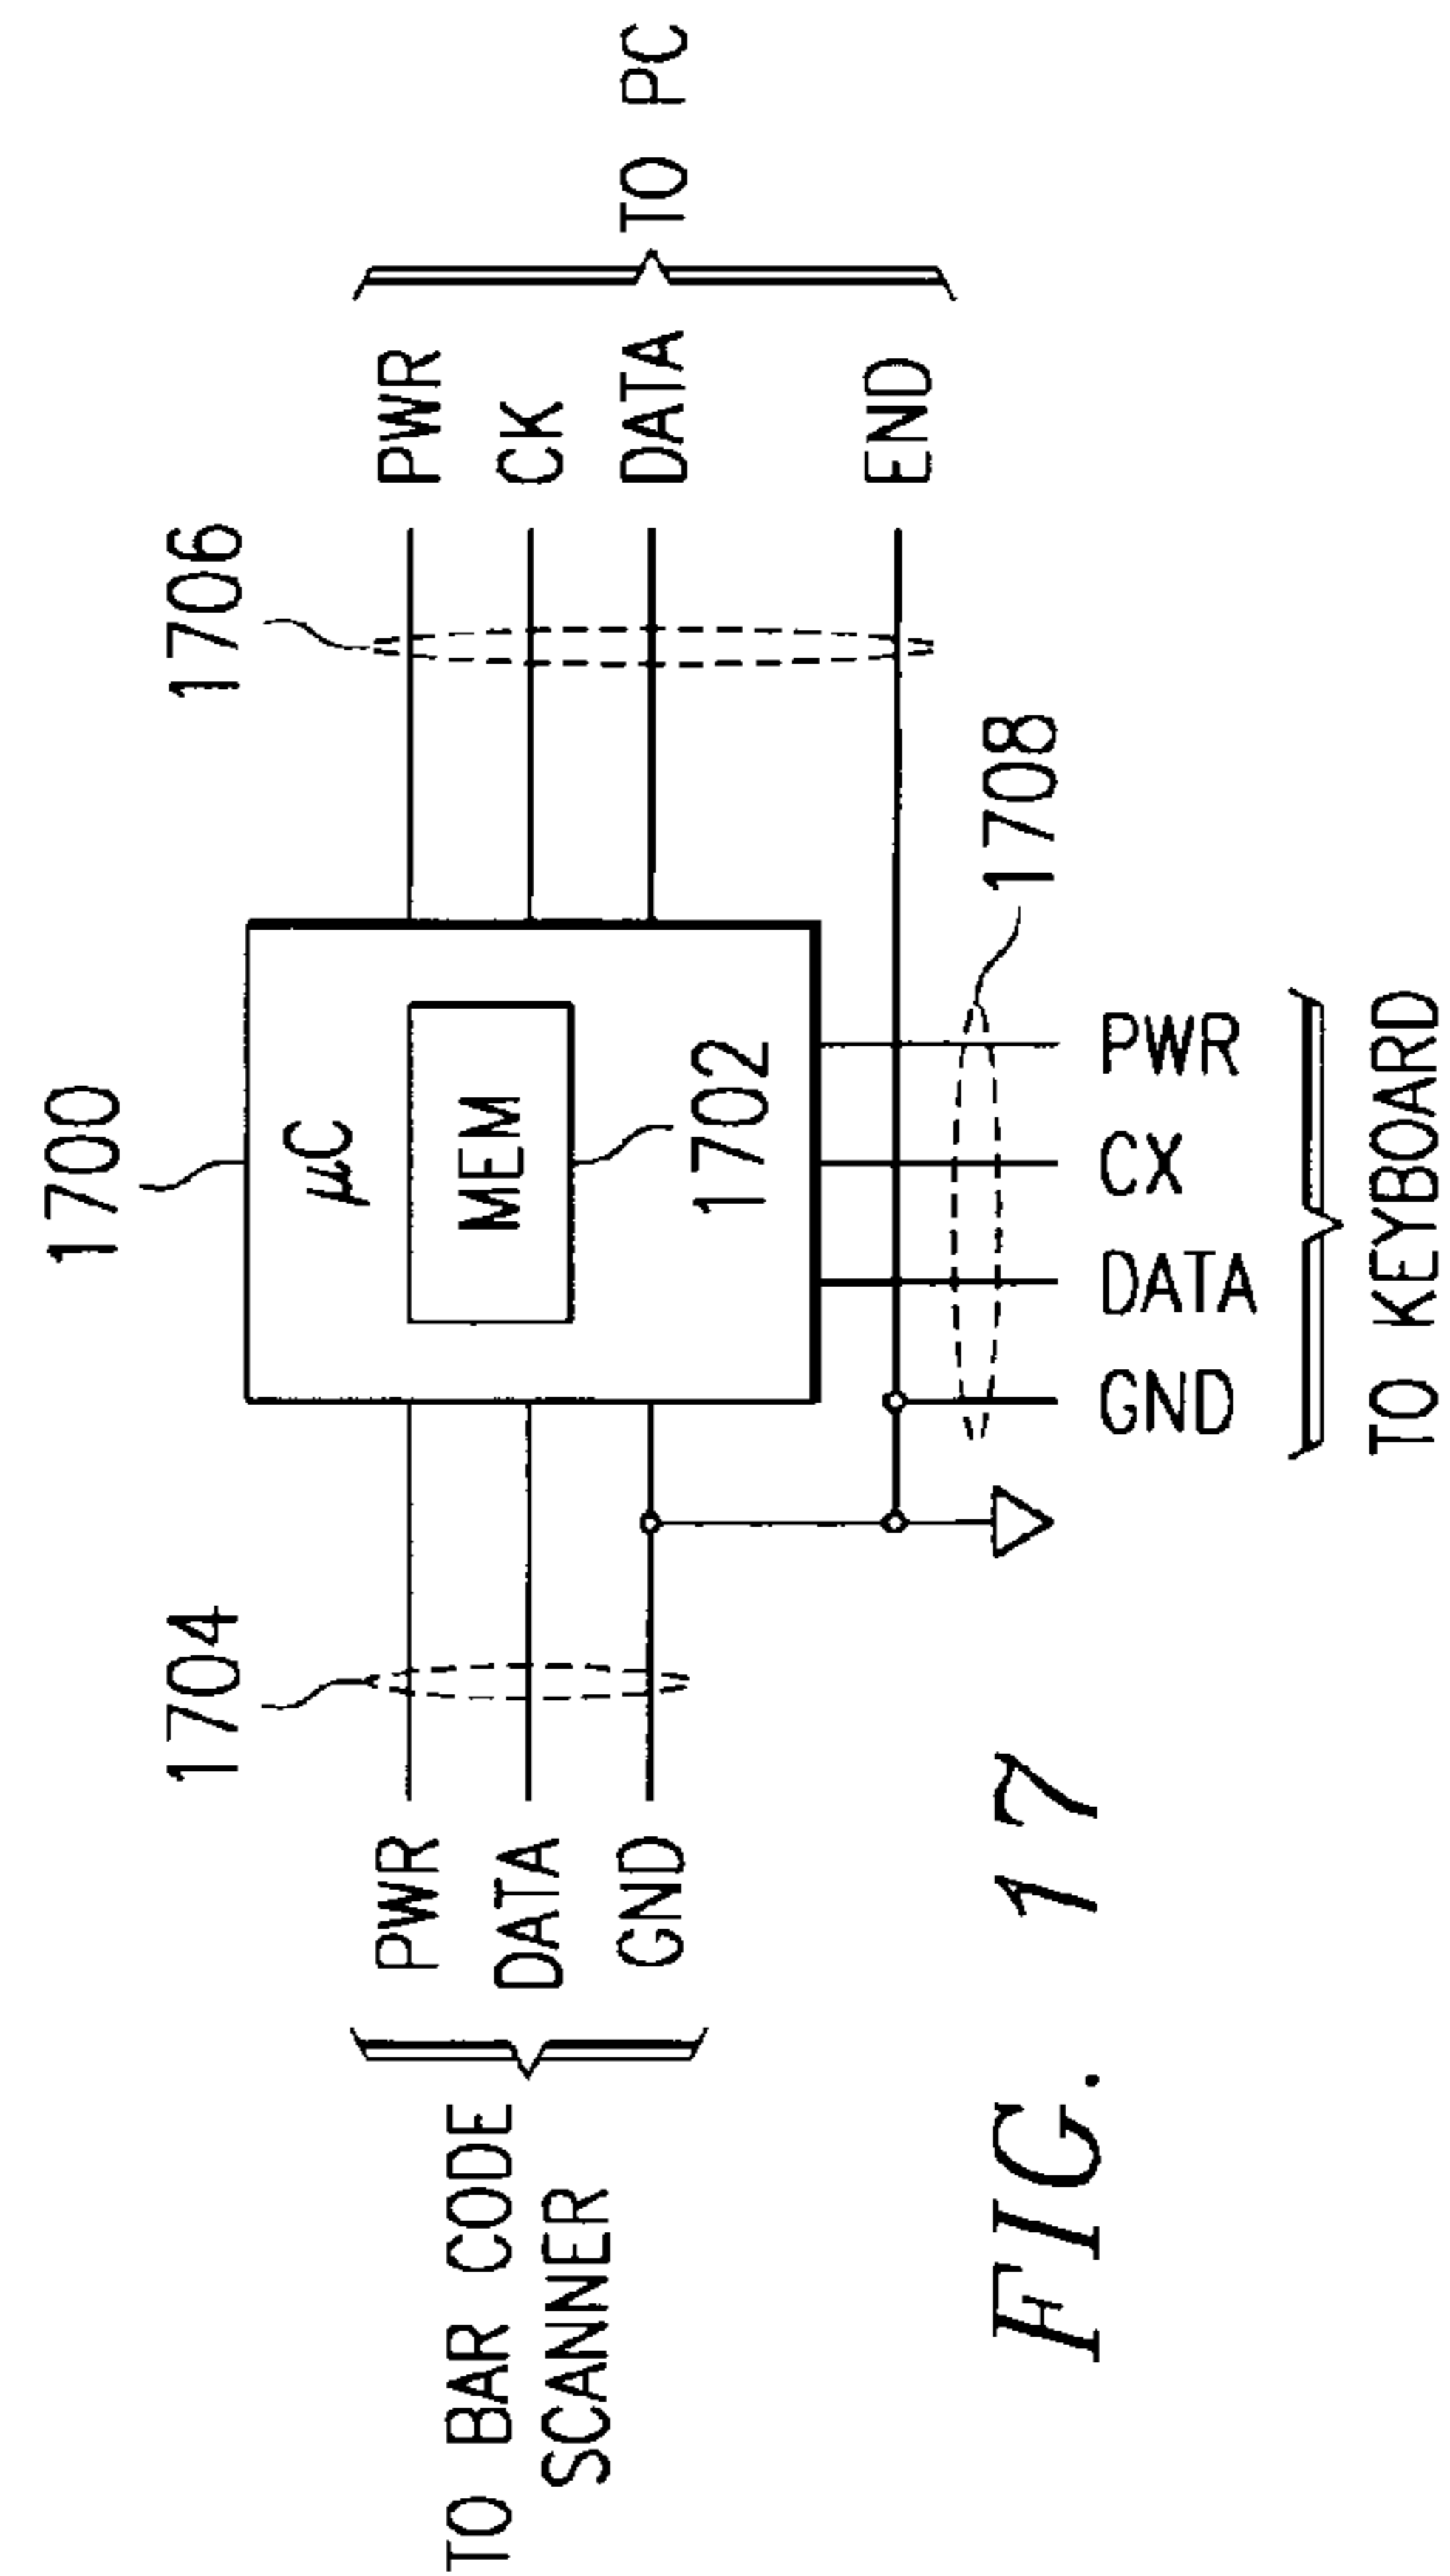 1700
1704
1706
µC
PWR
PWR
MEM
DATA
CK
TO BAR CODE
SCANNER
TO PC
GND
1702
DATA
END
1708
PWR
CX
DATA
GND
TO KEYBOARD
FIG. 17